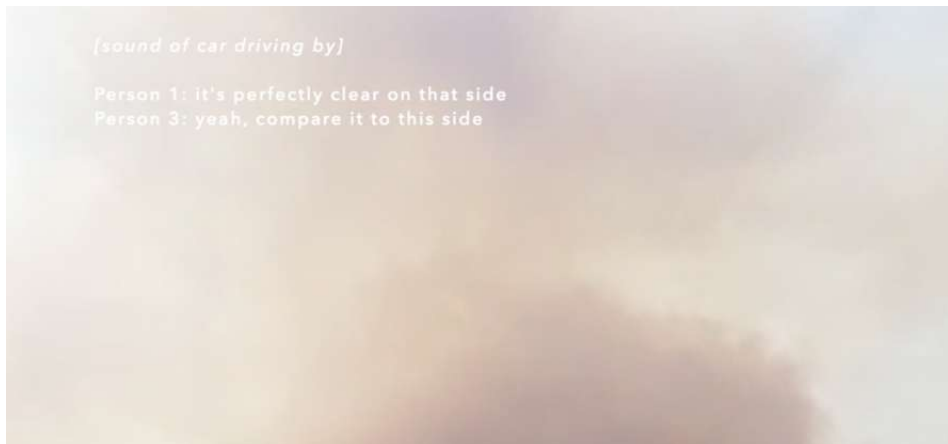 [sound of car driving by]
Person 1: it's perfectly clear on that side
Person 3: yeah, compare it to this side